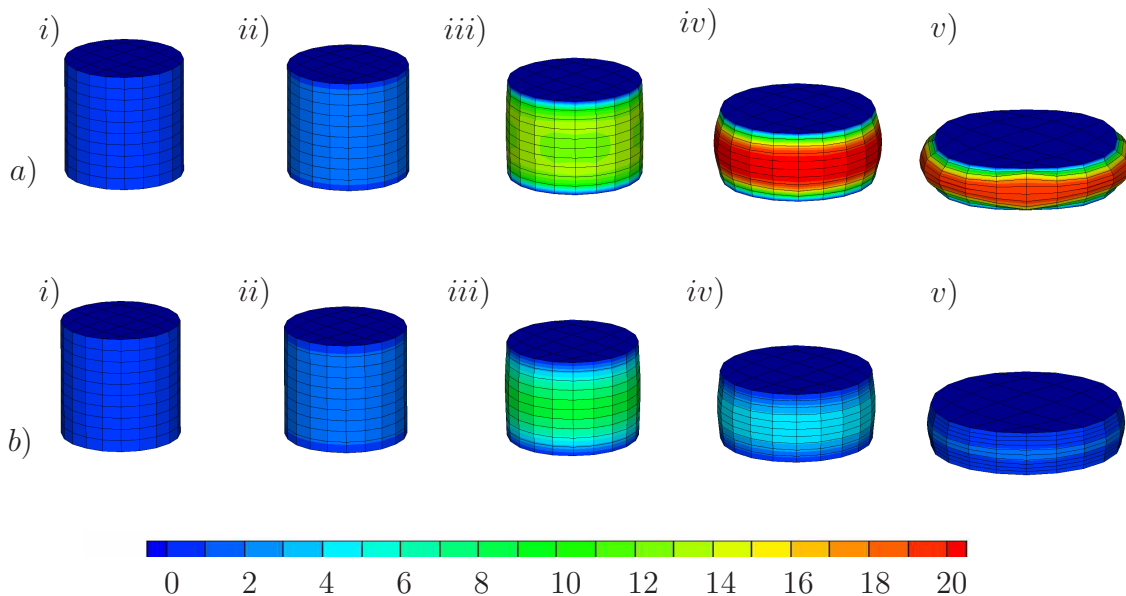 i) ii) iii) iv) v)
a)
i) ii) iii) iv) v)
b)
0 2 4 6 8 10 12 14 16 18 20